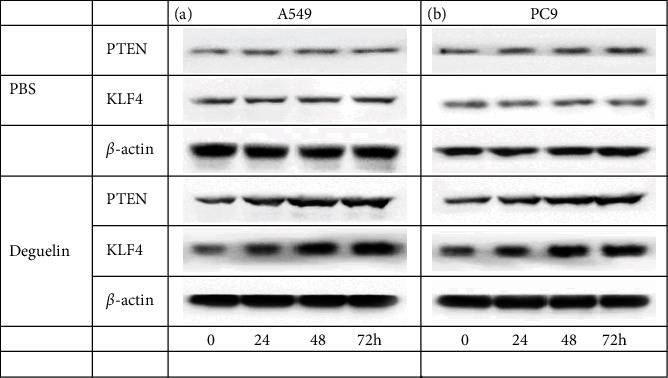 (a) A549 (b) PC9
PTEN
PBS
KLF4
β-actin
PTEN
Deguelin KLF4
β-actin
0 24 48 72h 0 24 48 72h